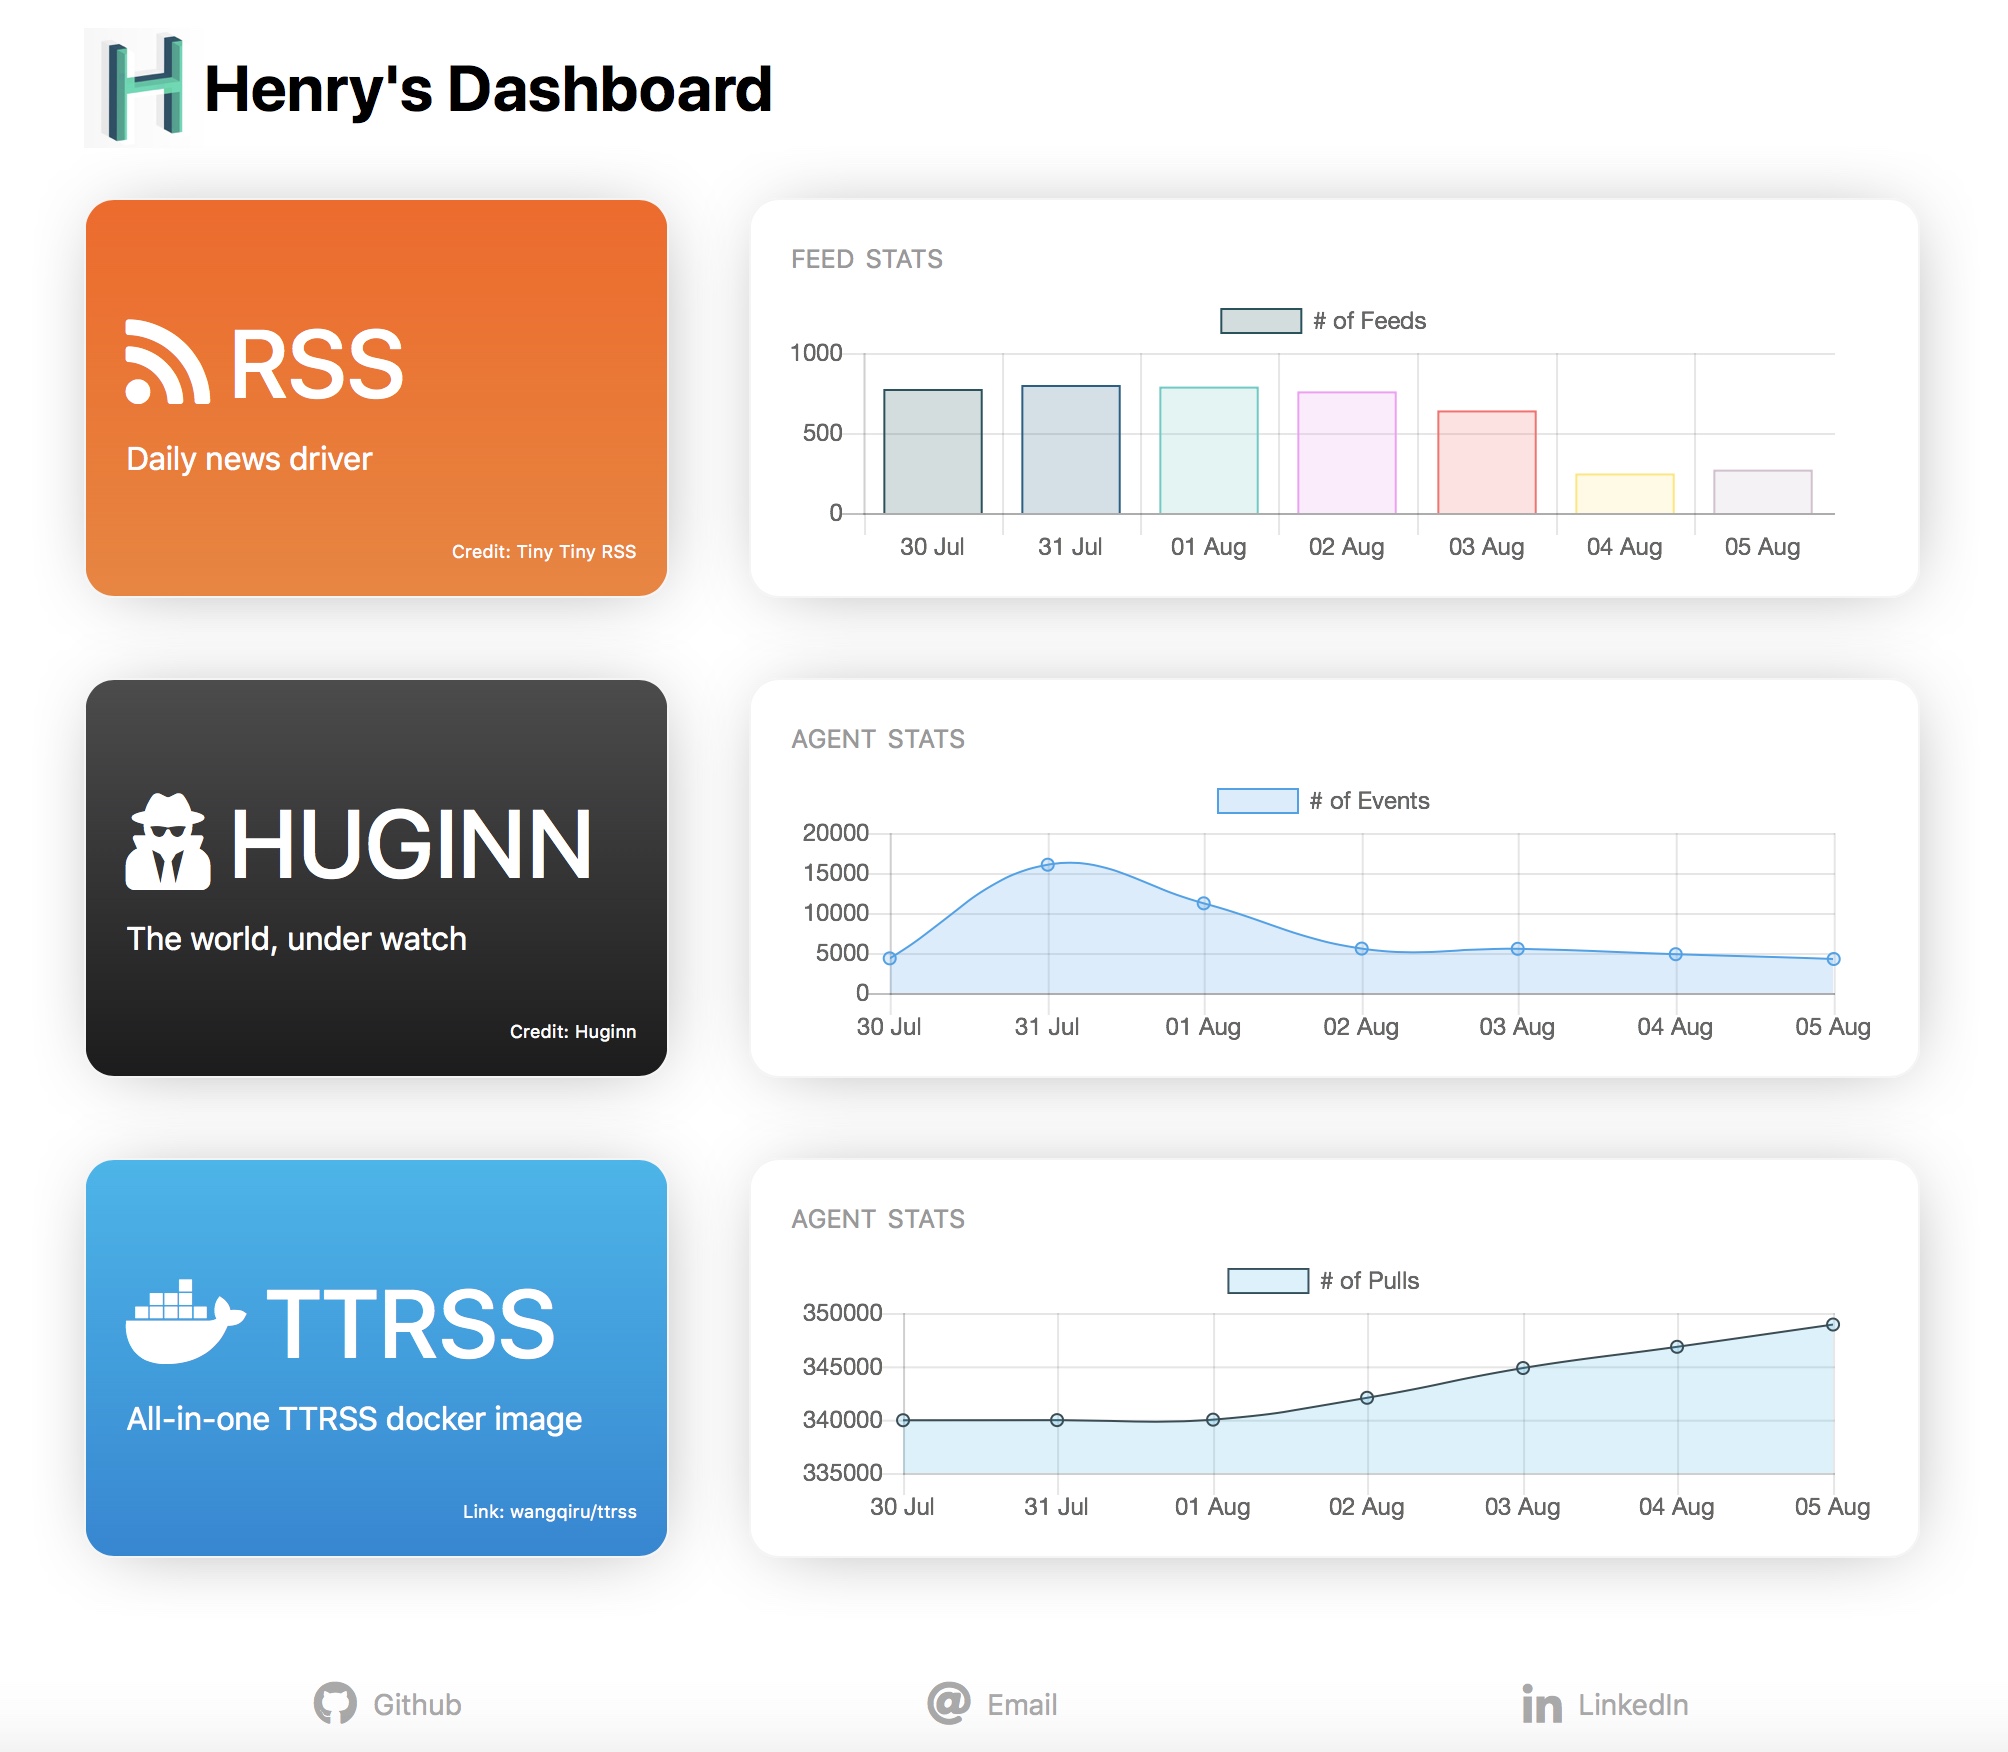 Henry's Dashboard
RSS
Daily news driver
Credit: Tiny Tiny RSS
FEED STATS
# of Feeds
1000
500
0
30 Jul 31 Jul 01 Aug 02 Aug 03 Aug 04 Aug 05 Aug
HUGINN
The world, under watch
Credit: Huginn
AGENT STATS
# of Events
20000
15000
10000
5000
0
30 Jul 31 Jul 01 Aug 02 Aug 03 Aug 04 Aug 05 Aug
TTRSS
All-in-one TTRSS docker image
Link: wangqiru/ttrss
AGENT STATS
# of Pulls
350000
345000
340000
335000
30 Jul 31 Jul 01 Aug 02 Aug 03 Aug 04 Aug 05 Aug
Github Email LinkedIn